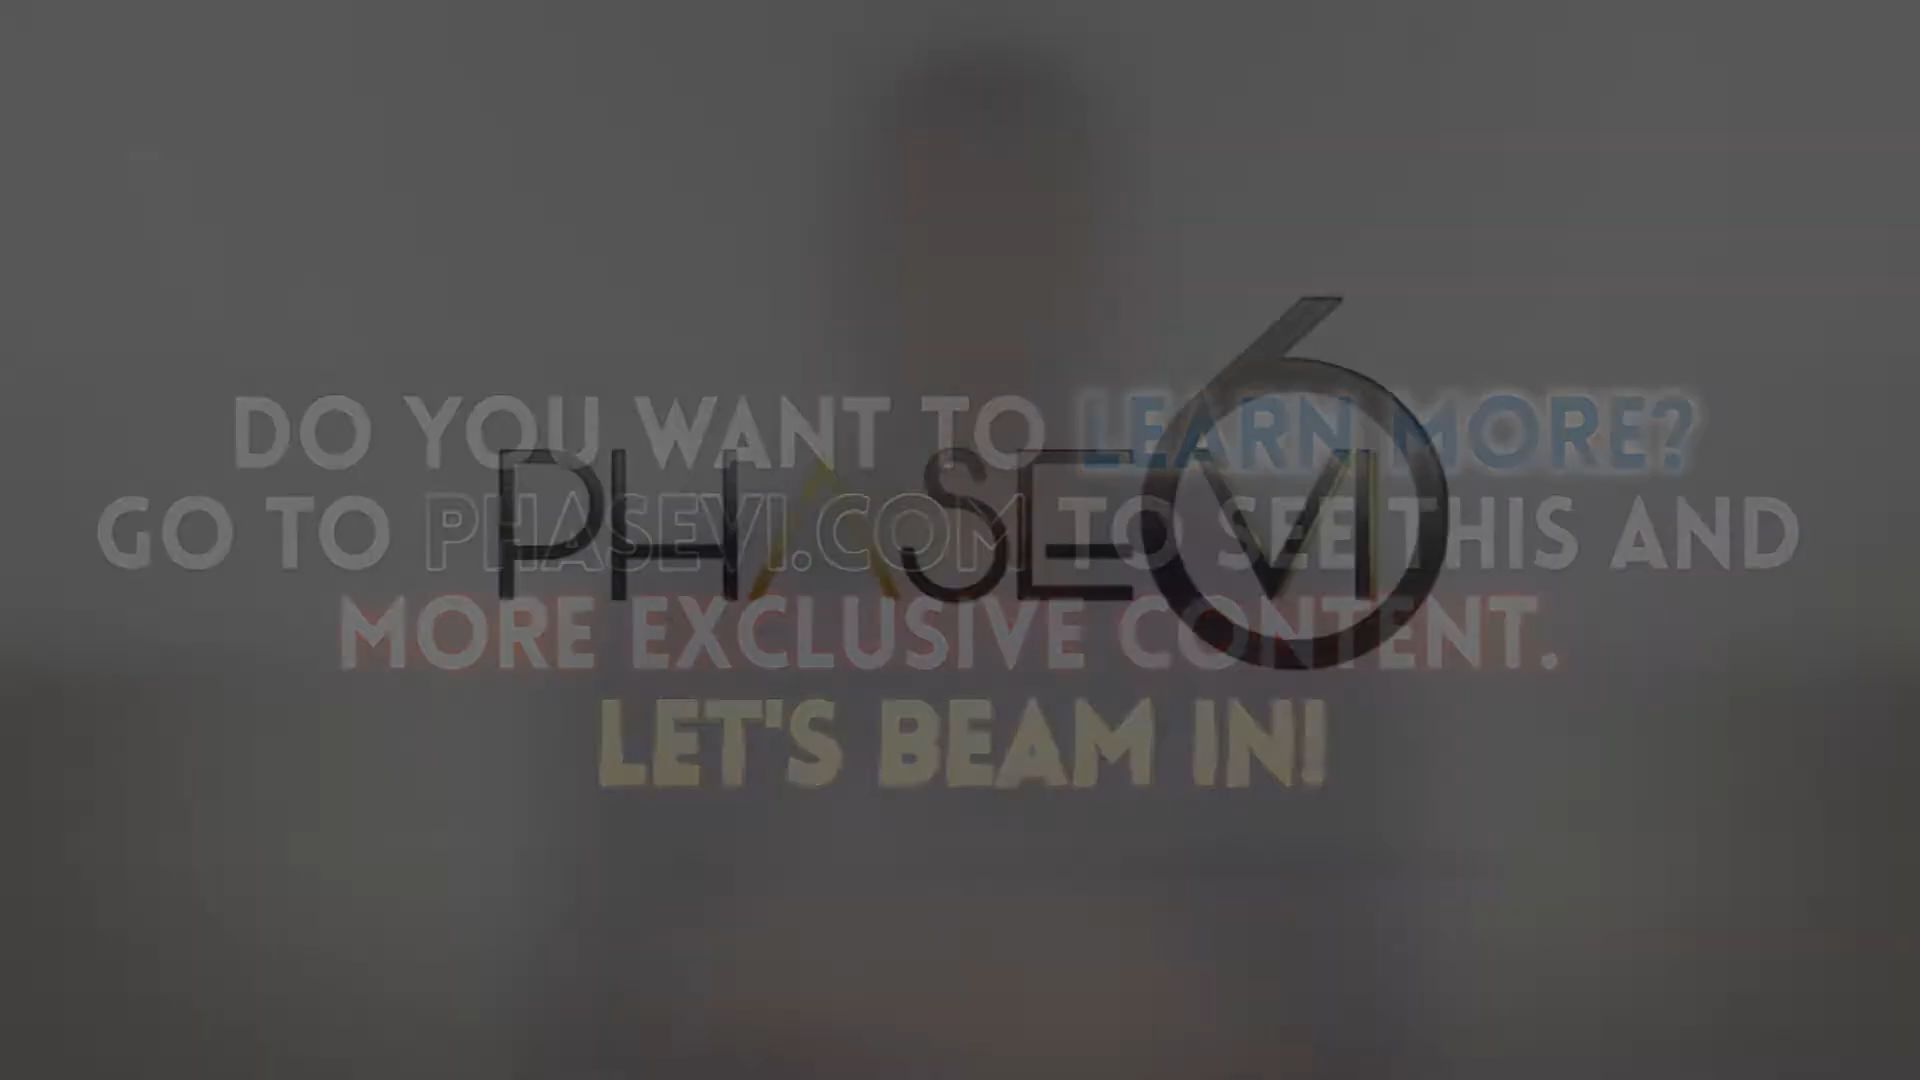 DO YOU WANT TO LEARN MORE?
GO TO PHASEVI.COM TO SEE THIS AND
MORE EXCLUSIVE CONTENT.
LET'S BEAM IN!
PHASE VI
6